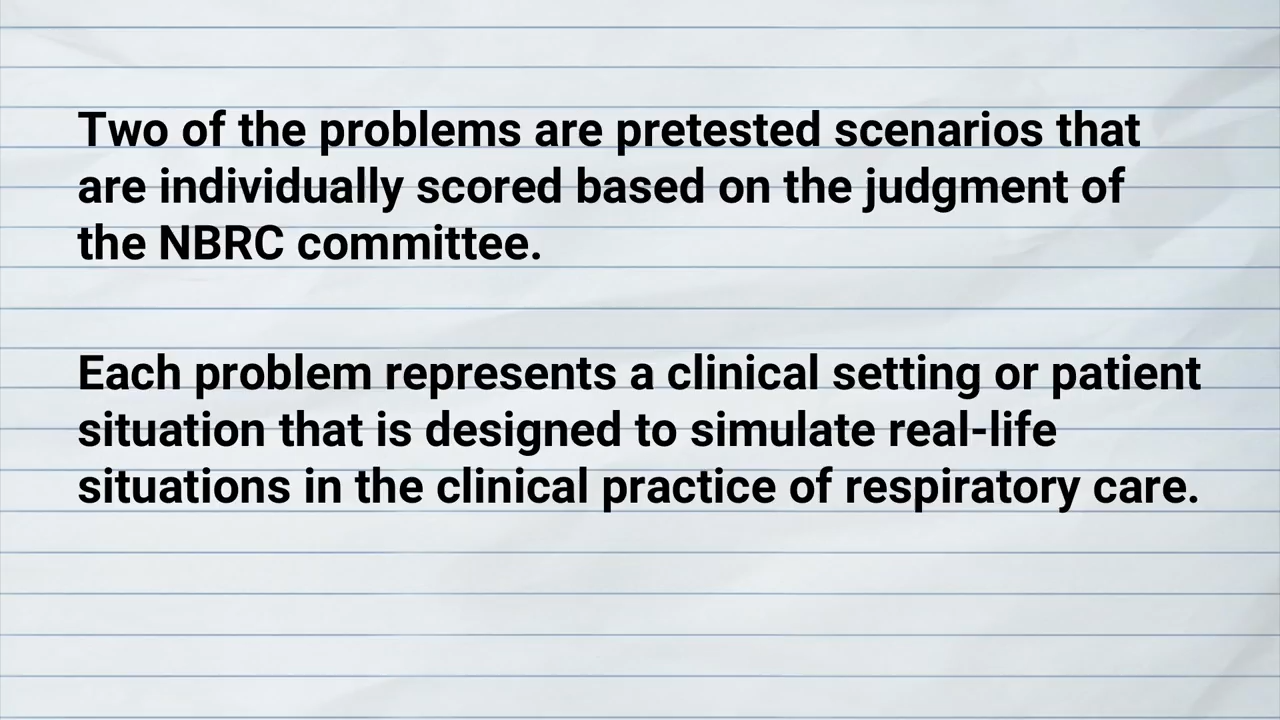 Two of the problems are pretested scenarios that
are individually scored based on the judgment of
the NBRC committee.
Each problem represents a clinical setting or patient
situation that is designed to simulate real-life
situations in the clinical practice of respiratory care.